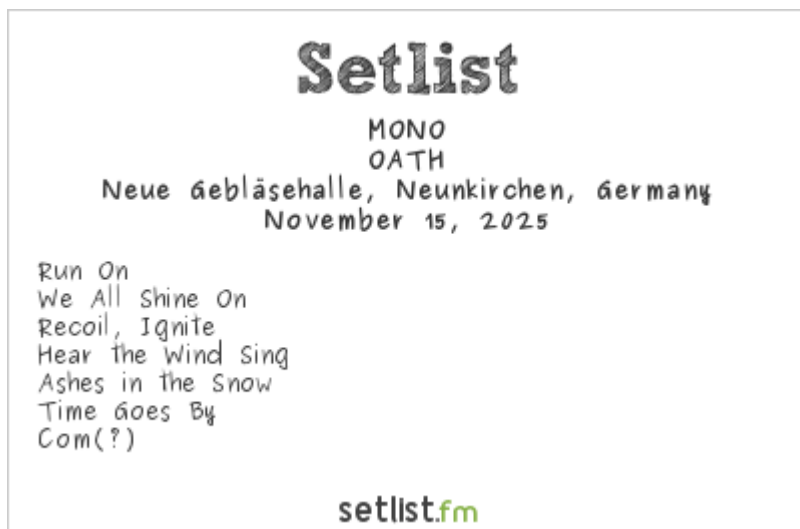 Setlist
MONO
OATH
Neue Gebläsehalle, Neunkirchen, Germany
November 15, 2025
Run On
We All Shine On
Recoil, Ignite
Hear the Wind Sing
Ashes in the Snow
Time Goes By
Com(?)
setlist.fm